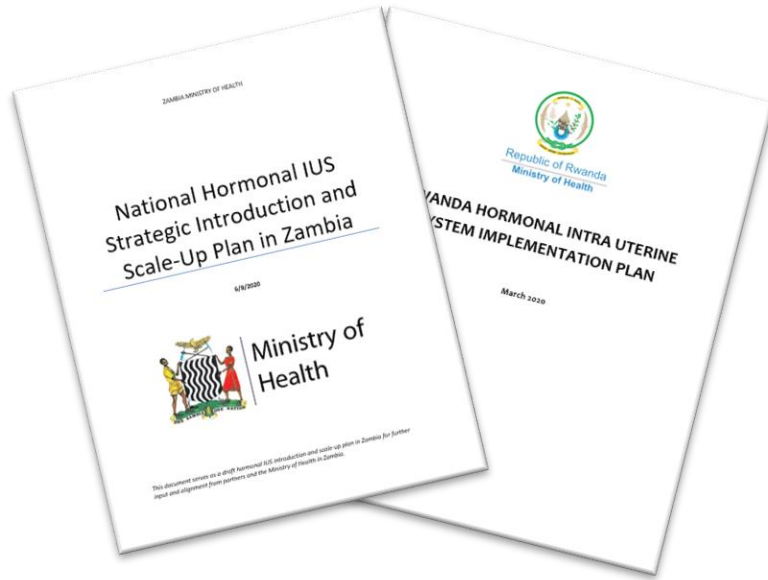 ZAMBIA MINISTRY OF HEALTH
National Hormonal IUS
Strategic Introduction and
Scale-Up Plan in Zambia
6/8/2020
Ministry of
Health
This document serves as a draft hormonal IUS introduction and scale-up plan in Zambia for further
input and alignment from partners and the Ministry of Health in Zambia.
Republic of Rwanda
Ministry of Health
WANDA HORMONAL INTRA UTERINE
YSTEM IMPLEMENTATION PLAN
March 2020